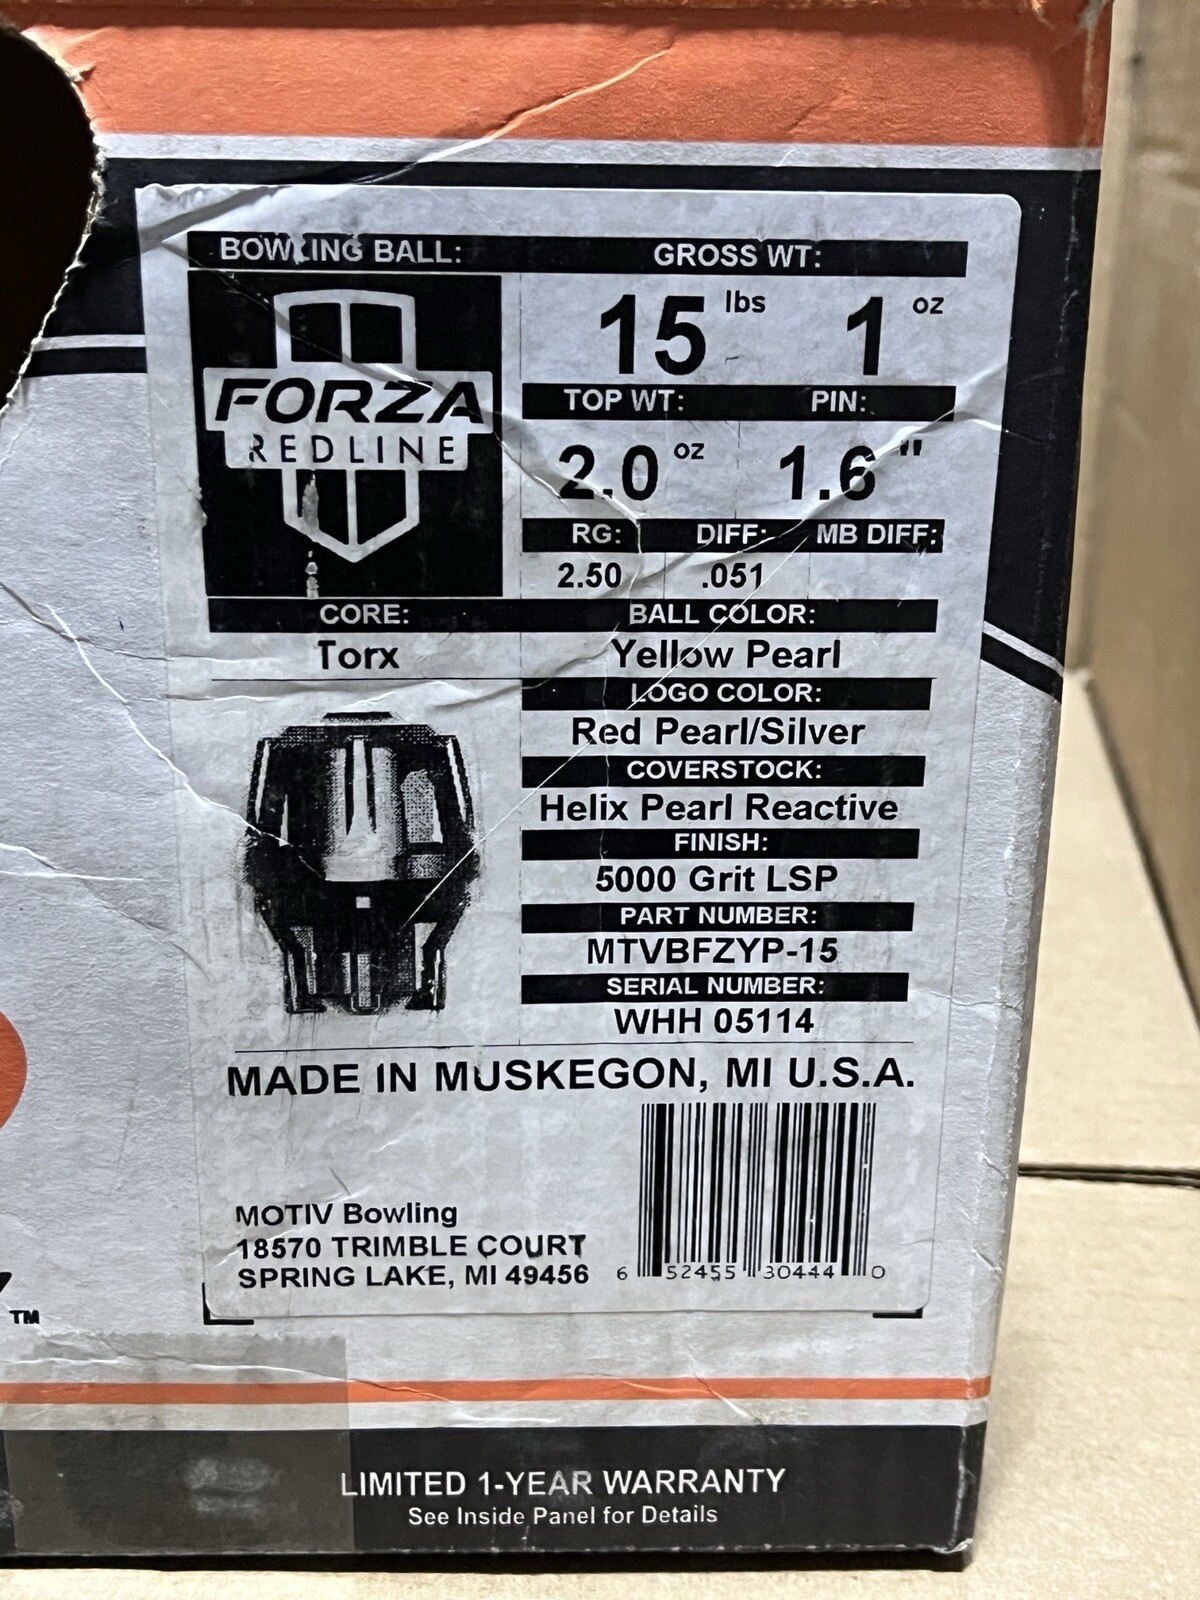 BOWLING BALL: GROSS WT:
FORZA
REDLINE
15 lbs 1 oz
TOP WT: PIN:
2.0 oz 1.6 "
RG: DIFF: MB DIFF:
2.50 .051
CORE: BALL COLOR:
Torx Yellow Pearl
LOGO COLOR:
Red Pearl/Silver
COVERSTOCK:
Helix Pearl Reactive
FINISH:
5000 Grit LSP
PART NUMBER:
MTVBFZYP-15
SERIAL NUMBER:
WHH 05114
MADE IN MUSKEGON, MI U.S.A.
MOTIV Bowling
18570 TRIMBLE COURT
SPRING LAKE, MI 49456
6 52455 30444 0
TM
LIMITED 1-YEAR WARRANTY
See Inside Panel for Details